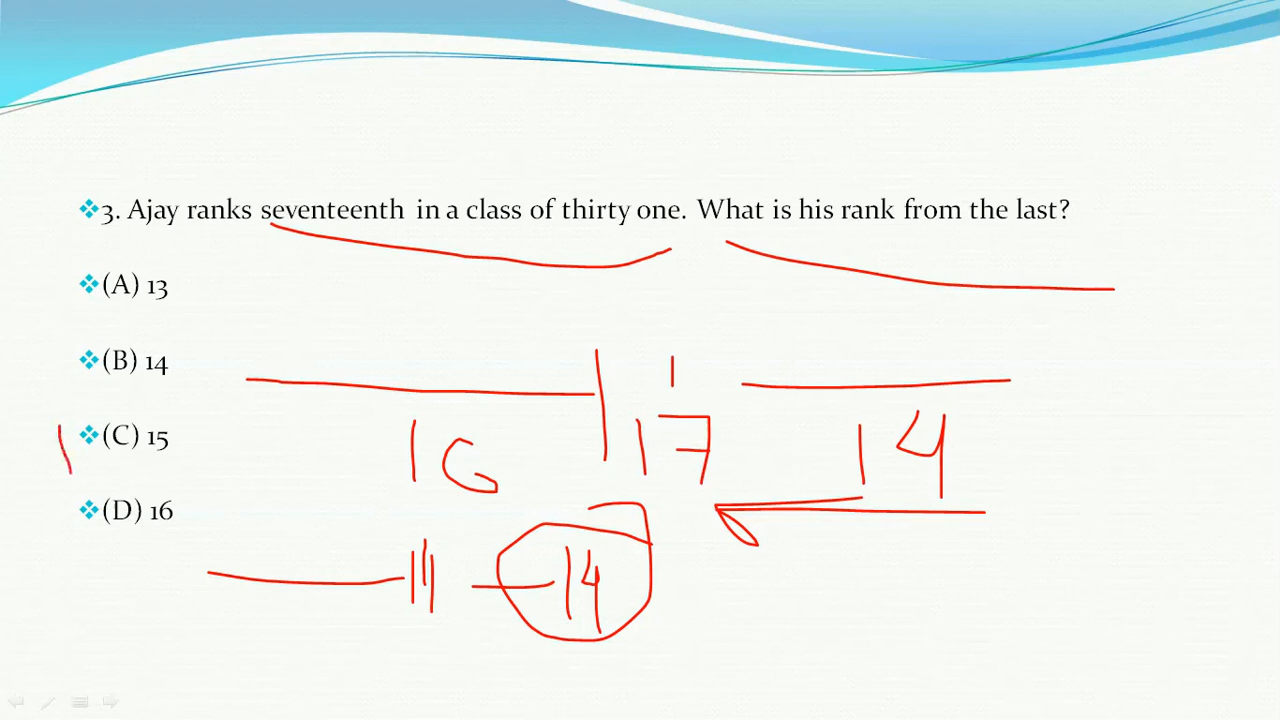 3. Ajay ranks seventeenth in a class of thirty one. What is his rank from the last?
(A) 13
(B) 14
(C) 15
(D) 16
16 17 14
14